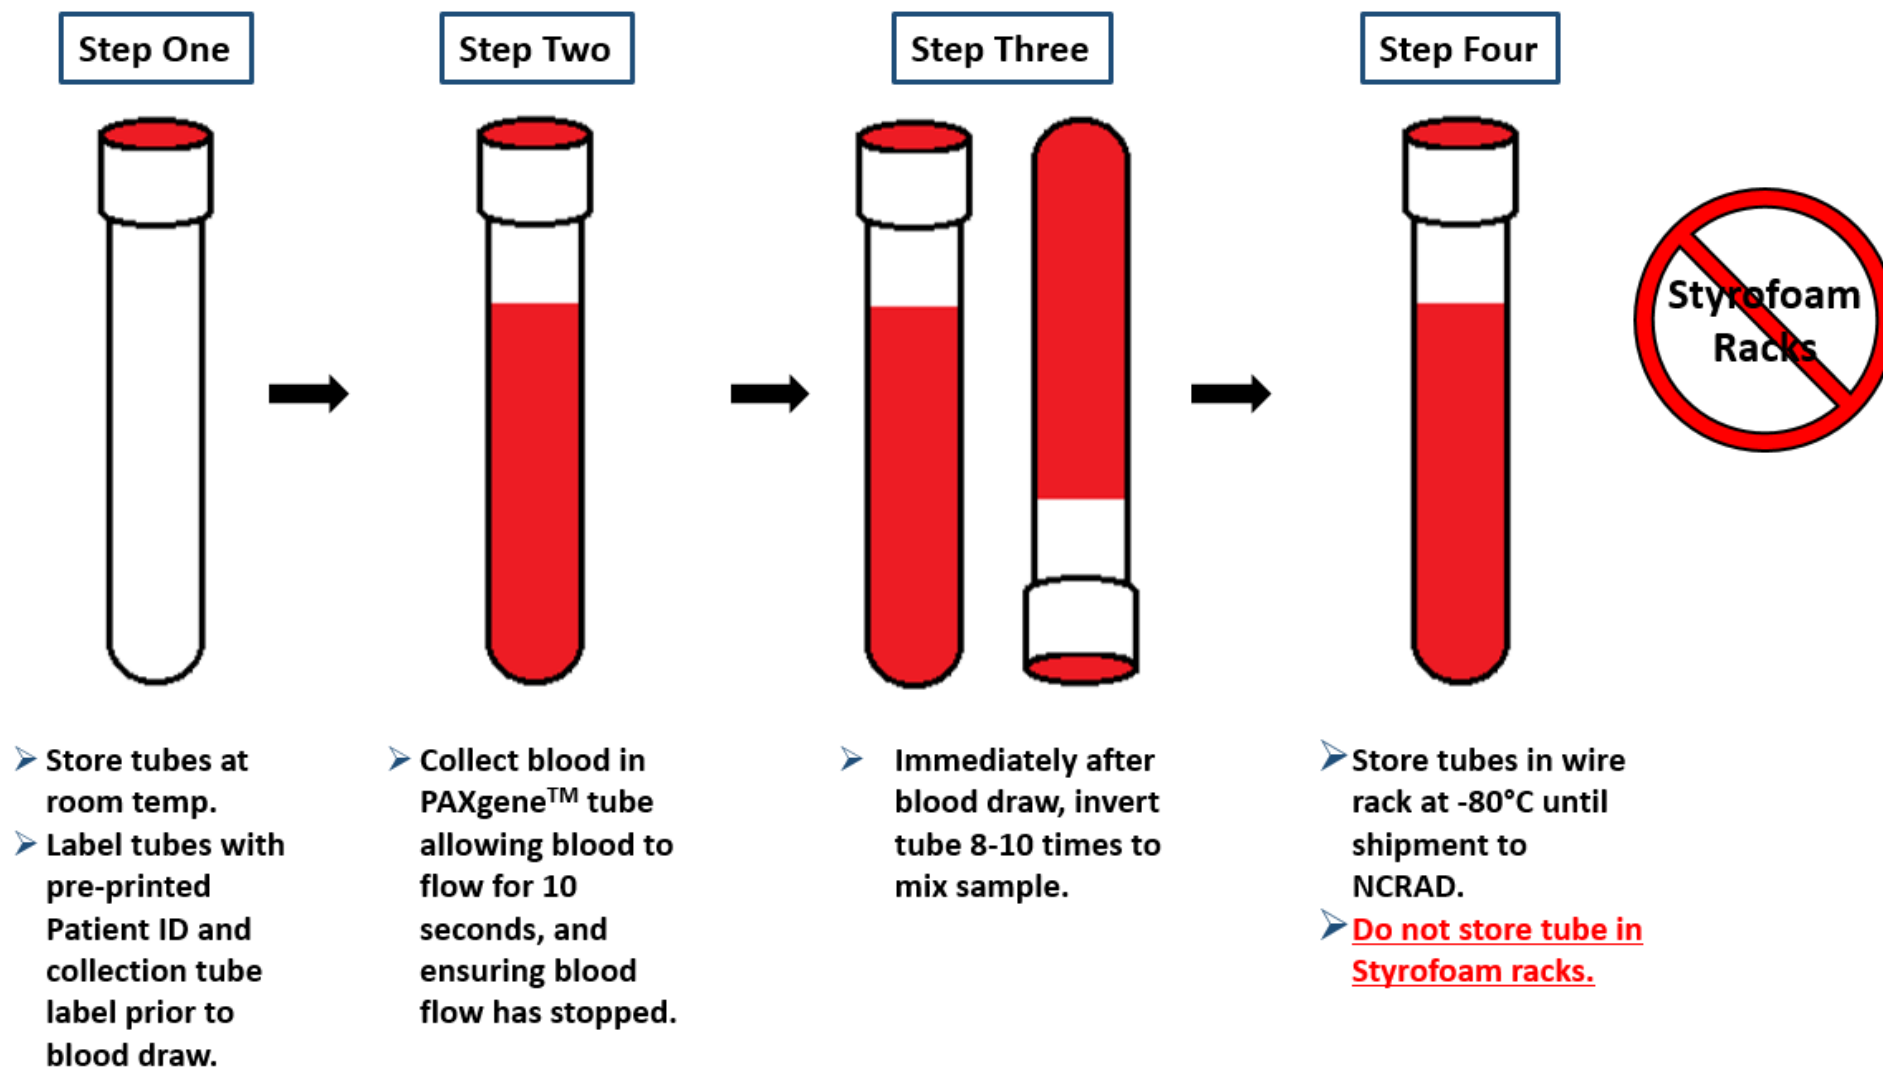 Step One
Step Two
Step Three
Step Four
Styrofoam
Racks
➢ Store tubes at
room temp.
➢ Label tubes with
pre-printed
Patient ID and
collection tube
label prior to
blood draw.
➢ Collect blood in
PAXgene™ tube
allowing blood to
flow for 10
seconds, and
ensuring blood
flow has stopped.
➢ Immediately after
blood draw, invert
tube 8-10 times to
mix sample.
➢ Store tubes in wire
rack at -80°C until
shipment to
NCRAD.
➢ Do not store tube in
Styrofoam racks.